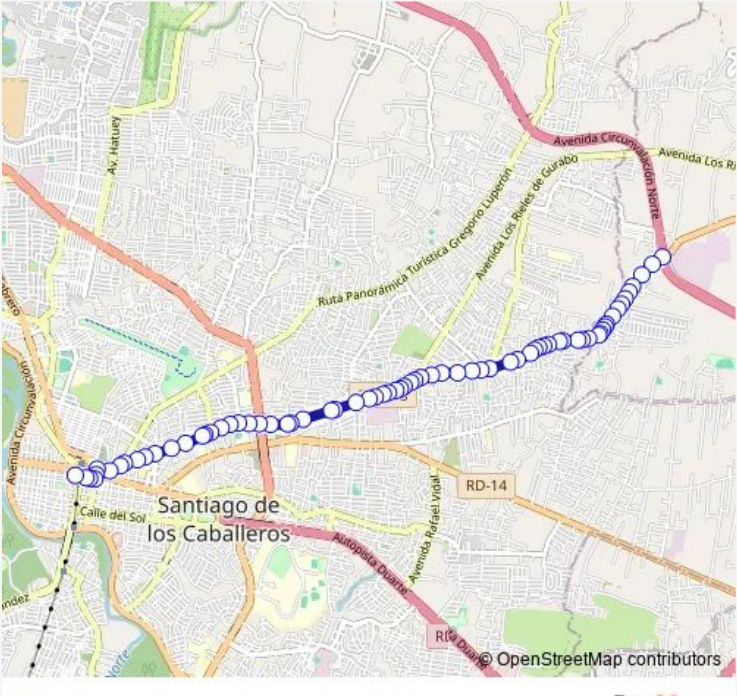 Avenida Circunvalación Norte
Avenida Los
Av. Hatuey
Avenida Los Rieles de Gurabo
Ruta Panorámica Turística Gregorio Luperón
Avenida Circunvalación
RD-14
Avenida Rafael Vidal
Santiago de
los Caballeros
Calle del Sol
Autopista Duarte
Norte
© OpenStreetMap contributors